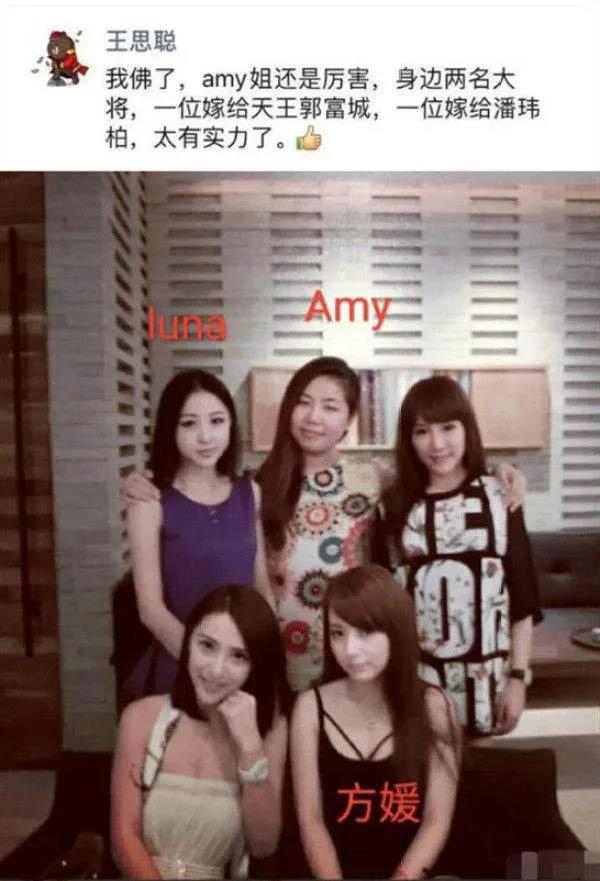 王思聪
我佛了，amy姐还是厉害，身边两名大
将，一位嫁给天王郭富城，一位嫁给潘玮
柏，太有实力了。👍
luna
Amy
方媛